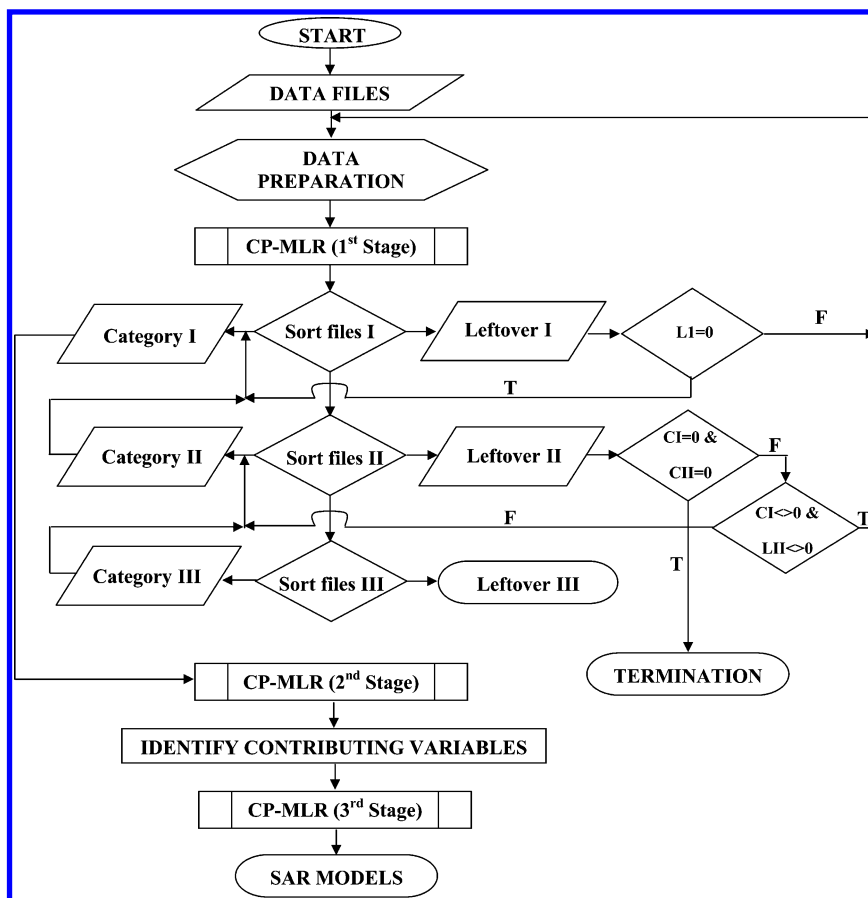 START
DATA FILES
DATA
PREPARATION
CP-MLR (1st Stage)
Category I
Sort files I
Leftover I
L1=0
F
T
Category II
Sort files II
Leftover II
CI=0 &
CII=0
F
CI<>0 &
LII<>0
T
F
T
Category III
Sort files III
Leftover III
TERMINATION
CP-MLR (2nd Stage)
IDENTIFY CONTRIBUTING VARIABLES
CP-MLR (3rd Stage)
SAR MODELS